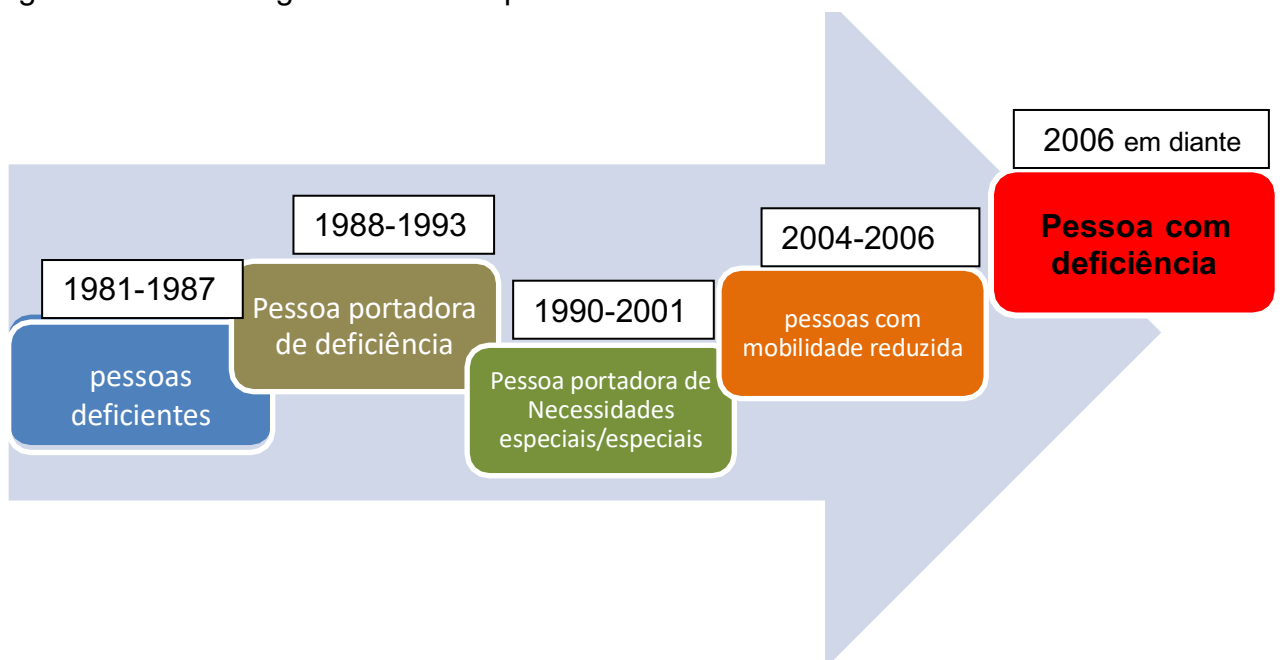 1981-1987
pessoas
deficientes
1988-1993
Pessoa portadora
de deficiência
1990-2001
Pessoa portadora de
Necessidades
especiais/especiais
2004-2006
pessoas com
mobilidade reduzida
2006 em diante
Pessoa com
deficiência